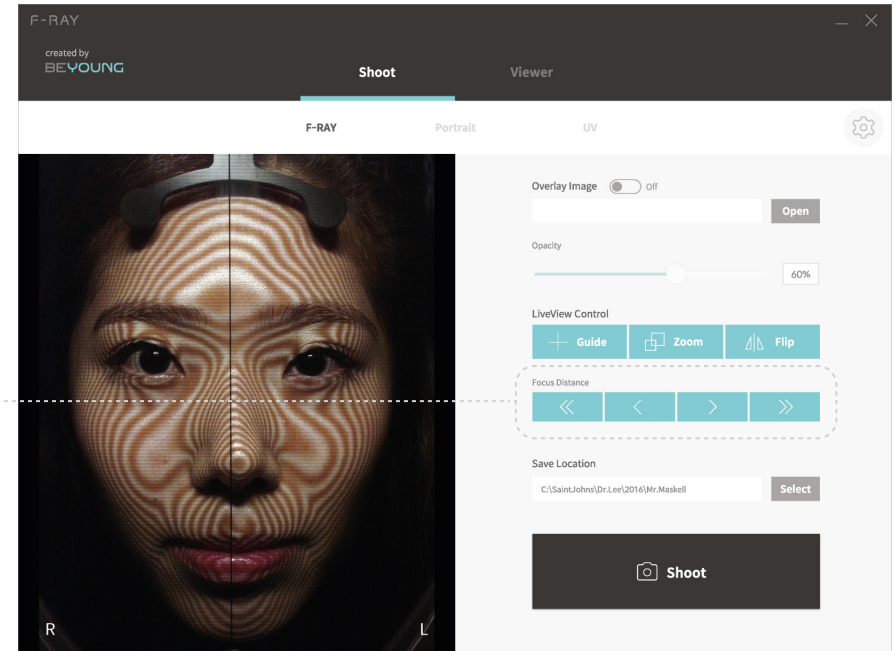 F-RAY
created by
BEYOUNG
Shoot Viewer
F-RAY Portrait UV
Overlay Image Off
Open
Opacity
60%
LiveView Control
Guide Zoom Flip
Focus Distance
Save Location
C:\SaintJohns\Dr.Lee\2016\Mr.Maskell Select
Shoot
R L